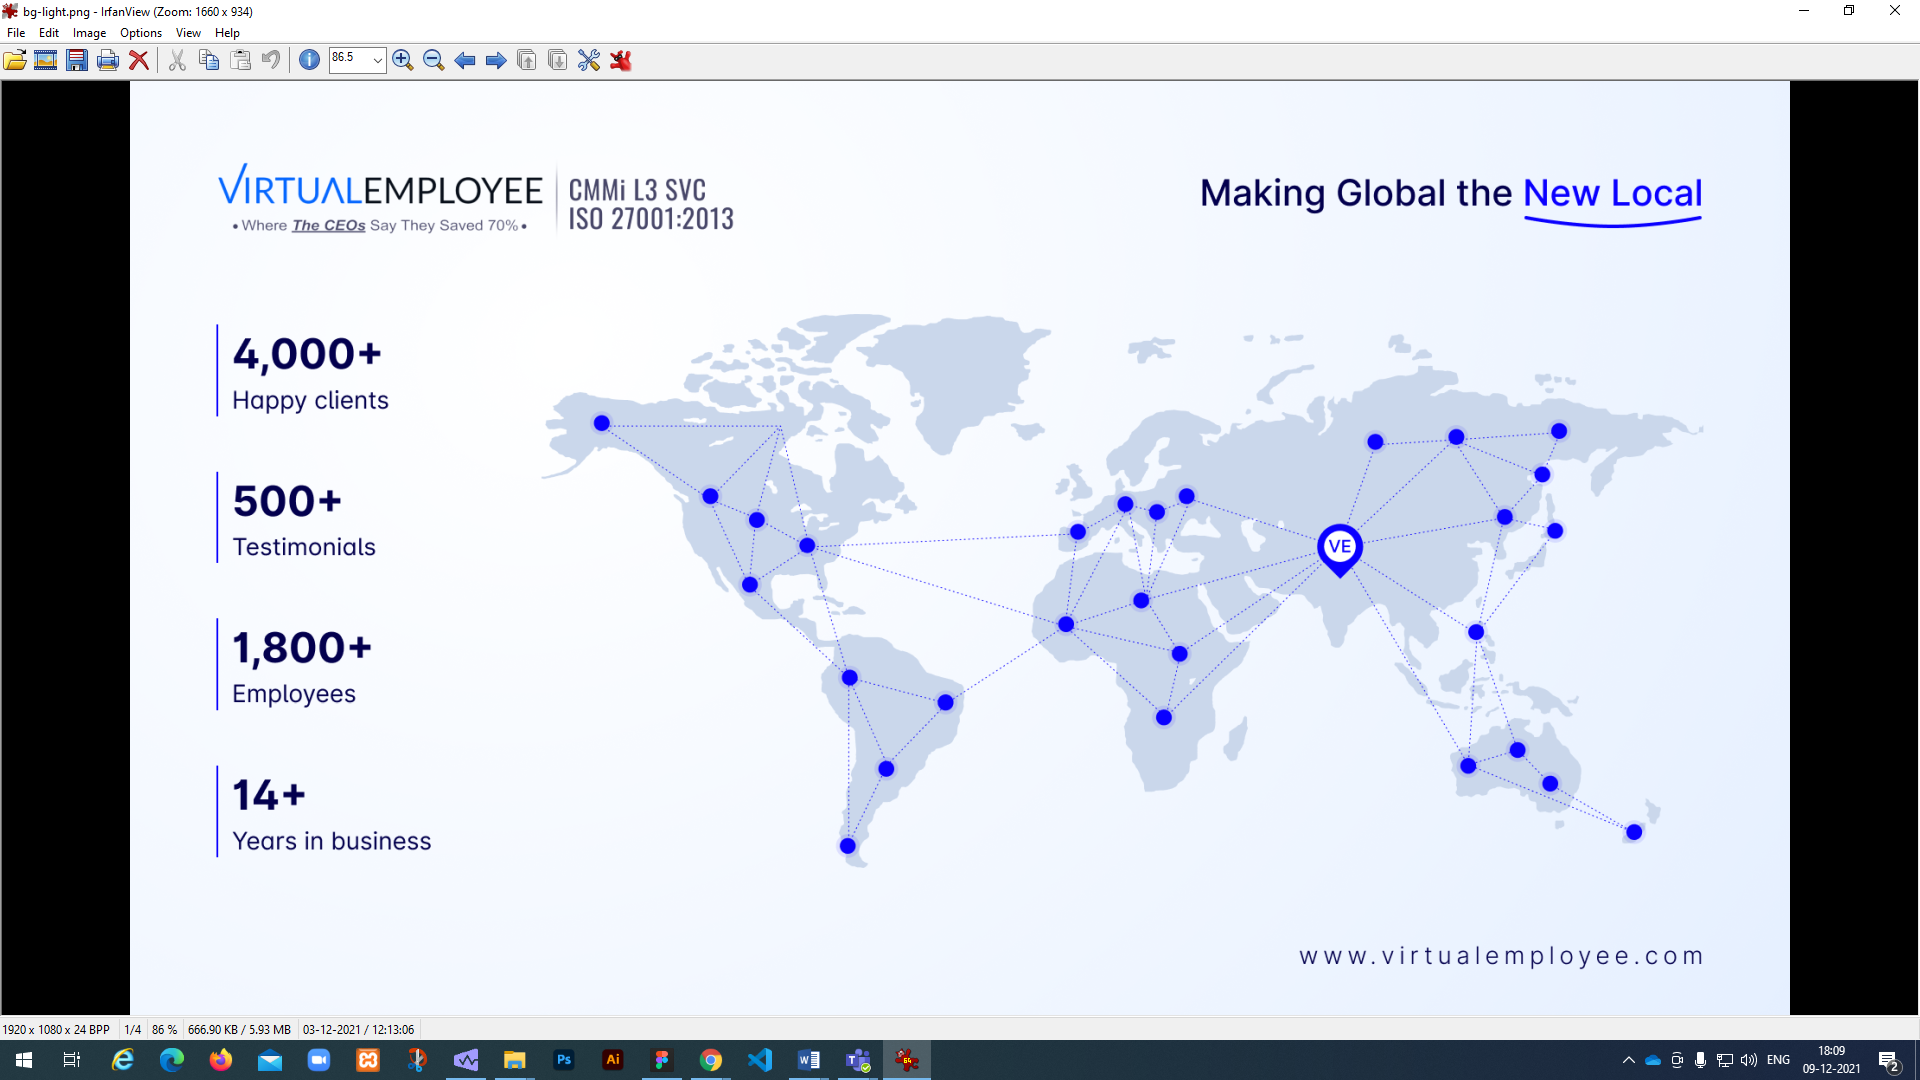 bg-light.png - IrfanView (Zoom: 1660 x 934)
File Edit Image Options View Help
86.5
VIRTUALEMPLOYEE
• Where The CEOs Say They Saved 70% •
CMMi L3 SVC
ISO 27001:2013
Making Global the New Local
4,000+
Happy clients
500+
Testimonials
1,800+
Employees
14+
Years in business
VE
www.virtualemployee.com
1920 x 1080 x 24 BPP 1/4 86 % 666.90 KB / 5.93 MB 03-12-2021 / 12:13:06
Ps Ai 64
ENG
18:09
09-12-2021
2